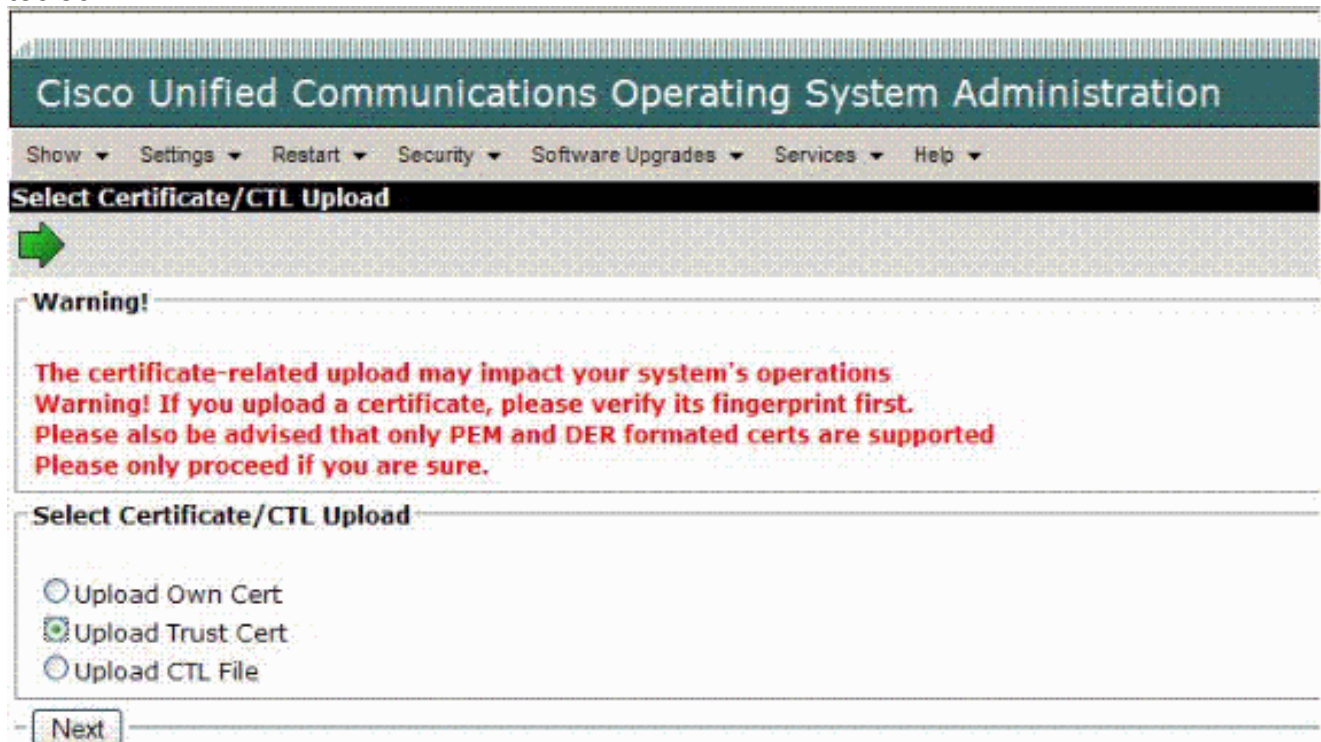 Cisco Unified Communications Operating System Administration
Show Settings Restart Security Software Upgrades Services Help
Select Certificate/CTL Upload
Warning!
The certificate-related upload may impact your system's operations
Warning! If you upload a certificate, please verify its fingerprint first.
Please also be advised that only PEM and DER formated certs are supported
Please only proceed if you are sure.
Select Certificate/CTL Upload
Upload Own Cert
Upload Trust Cert
Upload CTL File
Next